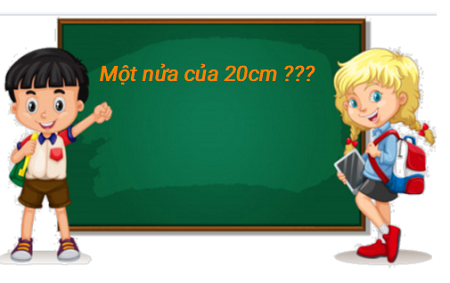 Một nửa của 20cm ???